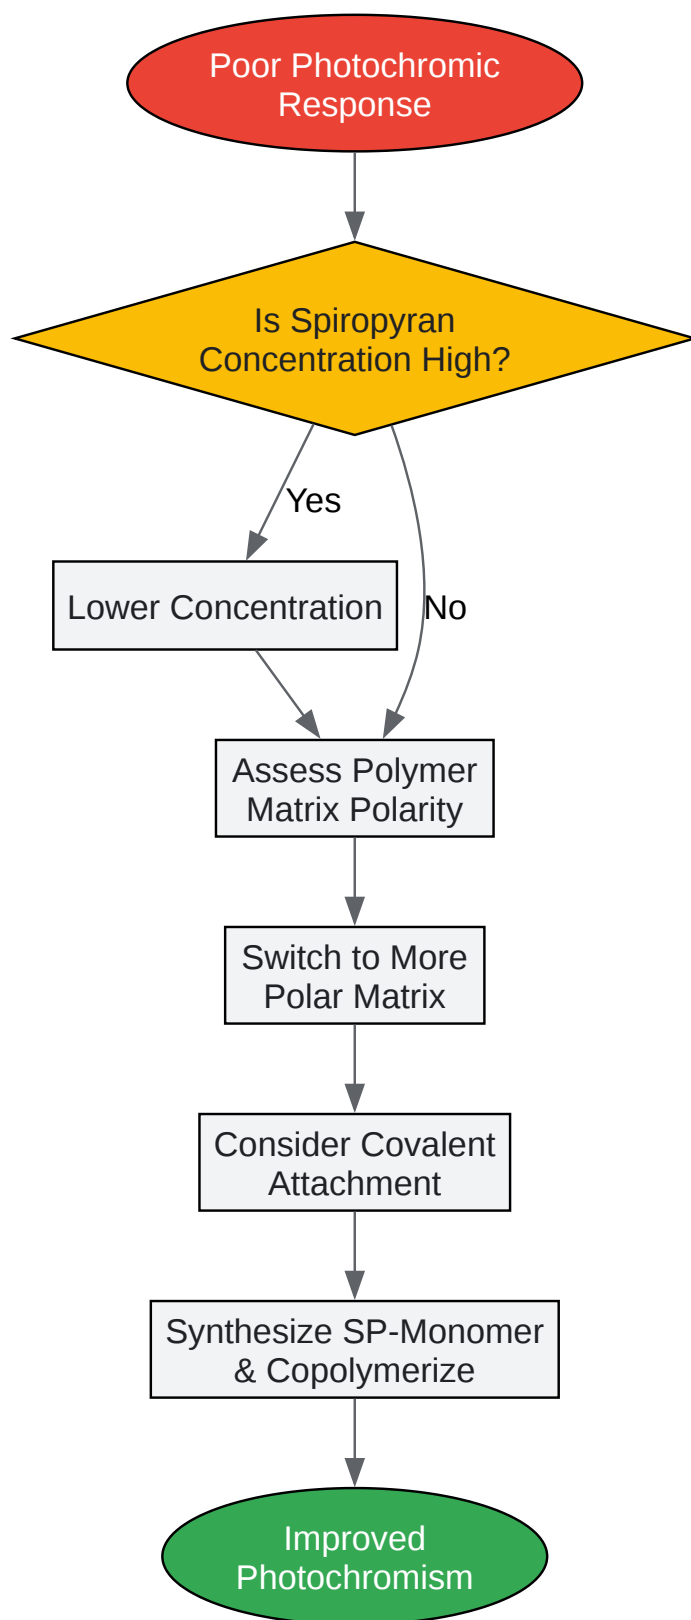 Poor Photochromic
Response
Is Spiropyran
Concentration High?
Yes
Lower Concentration
No
Assess Polymer
Matrix Polarity
Switch to More
Polar Matrix
Consider Covalent
Attachment
Synthesize SP-Monomer
& Copolymerize
Improved
Photochromism